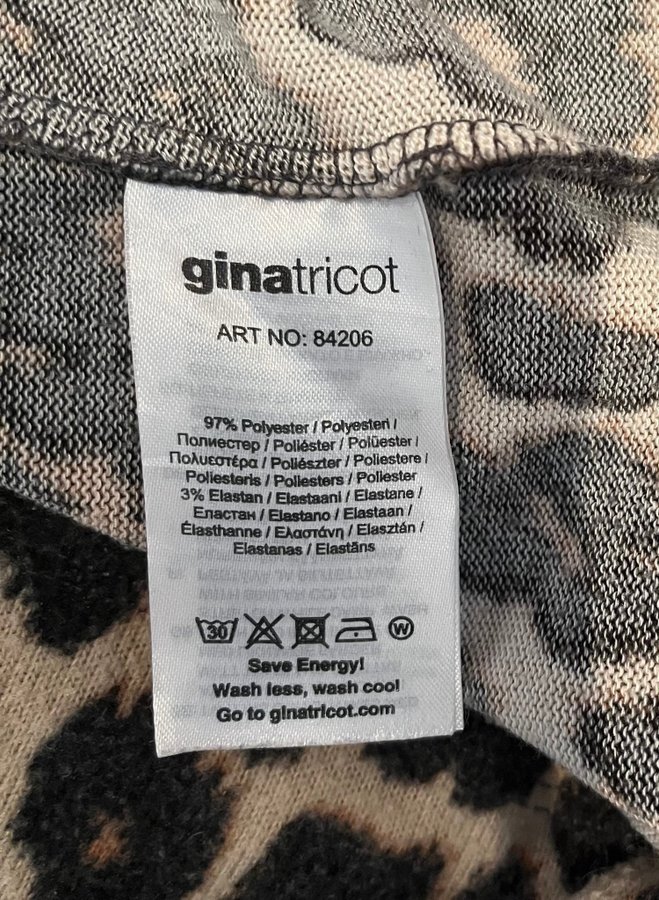 ginatricot
ART NO: 84206
97% Polyester / Polyesteri /
Полиестер / Poliéster / Polüester /
Πολυεστέρα / Poliészter / Poliestere /
Poliesteris / Poliesters / Poliester
3% Elastan / Elastaani / Elastane /
Еластан / Elastano / Elastaan /
Élasthanne / Ελαστάνη / Elasztán /
Elastanas / Elastāns
30 W
Save Energy!
Wash less, wash cool
Go to ginatricot.com